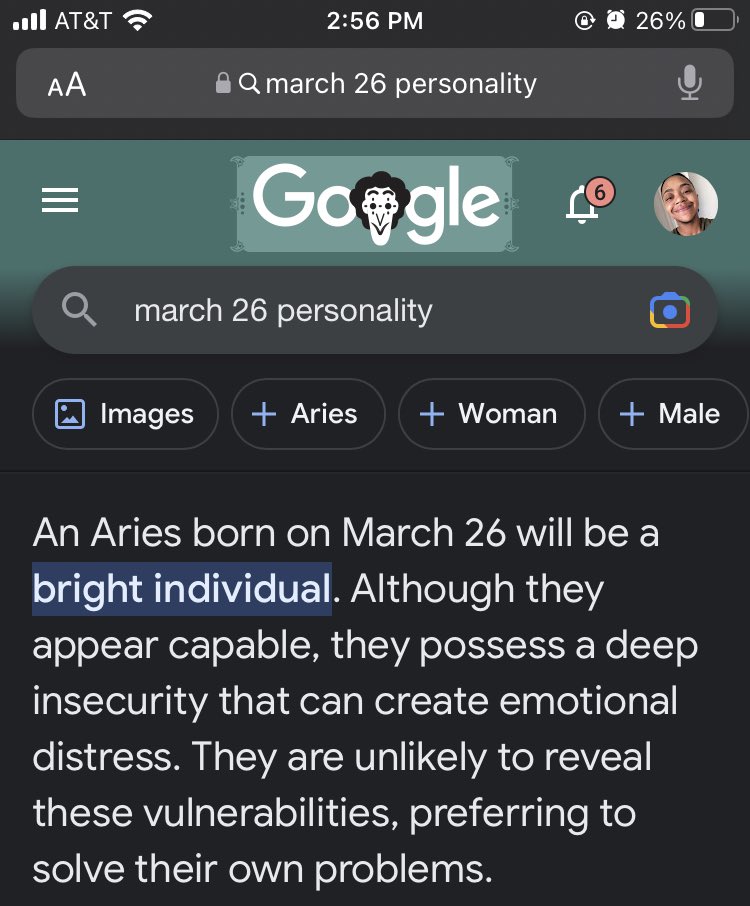 AT&T 2:56 PM 26%
AA march 26 personality
Google 6
march 26 personality
Images Aries Woman Male
An Aries born on March 26 will be a
bright individual. Although they
appear capable, they possess a deep
insecurity that can create emotional
distress. They are unlikely to reveal
these vulnerabilities, preferring to
solve their own problems.